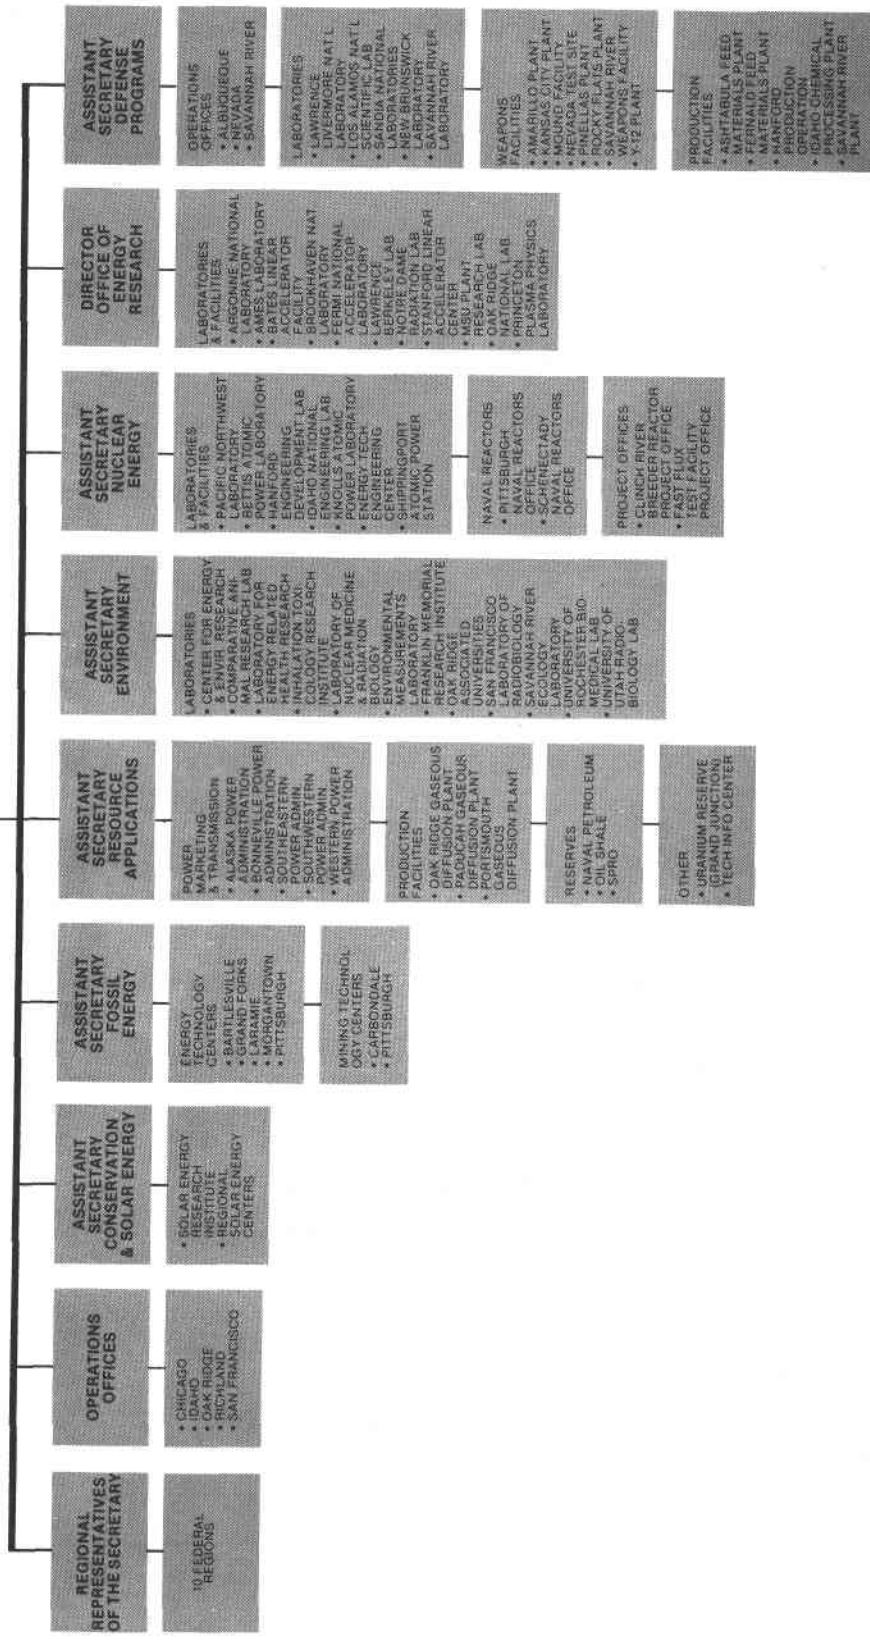 REGIONAL
REPRESENTATIVES
OF THE SECRETARY
10 FEDERAL
REGIONS
OPERATIONS
OFFICES
• CHICAGO
• IDAHO
• OAK RIDGE
• RICHLAND
• SAN FRANCISCO
ASSISTANT
SECRETARY
CONSERVATION
& SOLAR ENERGY
• SOLAR ENERGY
RESEARCH
INSTITUTE
• REGIONAL
SOLAR ENERGY
CENTERS
ASSISTANT
SECRETARY
FOSSIL
ENERGY
ENERGY
TECHNOLOGY
CENTERS
• BARTLESVILLE
• GRAND FORKS
• LARAMIE
• MORGANTOWN
• PITTSBURGH
MINING TECHNOL
OGY CENTERS
• CARBONDALE
• PITTSBURGH
ASSISTANT
SECRETARY
RESOURCE
APPLICATIONS
POWER
MARKETING
& TRANSMISSION
• ALASKA POWER
ADMINISTRATION
• BONNEVILLE POWER
ADMINISTRATION
• SOUTHEASTERN
POWER ADMIN.
• SOUTHWESTERN
POWER ADMIN.
• WESTERN POWER
ADMINISTRATION
PRODUCTION
FACILITIES
• OAK RIDGE GASEOUS
DIFFUSION PLANT
• PADUCAH GASEOUS
DIFFUSION PLANT
• PORTSMOUTH
GASEOUS
DIFFUSION PLANT
RESERVES
• NAVAL PETROLEUM
• OIL SHALE
• SPRO
OTHER
• URANIUM RESERVE
(GRAND JUNCTION)
• TECH INFO CENTER
ASSISTANT
SECRETARY
ENVIRONMENT
LABORATORIES
• CENTER FOR ENERGY
& ENVIR RESEARCH
• COMPARATIVE ANI-
MAL RESEARCH LAB
• LABORATORY FOR
ENERGY RELATED
HEALTH RESEARCH
• INHALATION TOXI-
COLOGY RESEARCH
INSTITUTE
• LABORATORY OF
NUCLEAR MEDICINE
& RADIATION
BIOLOGY
• ENVIRONMENTAL
MEASUREMENTS
LABORATORY
• FRANKLIN MEMORIAL
RESEARCH INSTITUTE
• OAK RIDGE
ASSOCIATED
UNIVERSITIES
• SAN FRANCISCO
LABORATORY OF
RADIOBIOLOGY
• SAVANNAH RIVER
ECOLOGY
LABORATORY
• UNIVERSITY OF
ROCHESTER BIO-
MEDICAL LAB
• UNIVERSITY OF
UTAH RADIO-
BIOLOGY LAB
ASSISTANT
SECRETARY
NUCLEAR
ENERGY
LABORATORIES
& FACILITIES
• PACIFIC NORTHWEST
LABORATORY
• BETTIS ATOMIC
POWER LABORATORY
• HANFORD
ENGINEERING
DEVELOPMENT LAB
• IDAHO NATIONAL
ENGINEERING LAB
• KNOLLS ATOMIC
POWER LABORATORY
• ENERGY TECH
ENGINEERING
CENTER
• SHIPPINGPORT
ATOMIC POWER
STATION
NAVAL REACTORS
• PITTSBURGH
NAVAL REACTORS
OFFICE
• SCHENECTADY
NAVAL REACTORS
OFFICE
PROJECT OFFICES
• CLINCH RIVER
BREEDER REACTOR
PROJECT OFFICE
• FAST FLUX
TEST FACILITY
PROJECT OFFICE
DIRECTOR
OFFICE OF
ENERGY
RESEARCH
LABORATORIES
& FACILITIES
• ARGONNE NATIONAL
LABORATORY
• AMES LABORATORY
• BATES LINEAR
ACCELERATOR
FACILITY
• BROOKHAVEN NAT
LABORATORY
• FERMI NATIONAL
ACCELERATOR
LABORATORY
• LAWRENCE
BERKELEY LAB
• NOTRE DAME
RADIATION LAB
• STANFORD LINEAR
ACCELERATOR
CENTER
• MSU PLANT
RESEARCH LAB
• OAK RIDGE
NATIONAL LAB
• PRINCETON
PLASMA PHYSICS
LABORATORY
ASSISTANT
SECRETARY
DEFENSE
PROGRAMS
OPERATIONS
OFFICES
• ALBUQUEQUE
• NEVADA
• SAVANNAH RIVER
LABORATORIES
• LAWRENCE
LIVERMORE NAT'L
LABORATORY
• LOS ALAMOS NAT'L
SCIENTIFIC LAB
• SANDIA NATIONAL
LABORATORIES
• NEW BRUNSWICK
LABORATORY
• SAVANNAH RIVER
LABORATORY
WEAPONS
FACILITIES
• AMARILLO PLANT
• KANSAS CITY PLANT
• MOUND FACILITY
• NEVADA TEST SITE
• PINELLAS PLANT
• ROCKY FLATS PLANT
• SAVANNAH RIVER
WEAPONS FACILITY
• Y-12 PLANT
PRODUCTION
FACILITIES
• ASHTABULA FEED
MATERIALS PLANT
• FERNALD FEED
MATERIALS PLANT
• HANFORD
PRODUCTION
OPERATION
• IDAHO CHEMICAL
PROCESSING PLANT
• SAVANNAH RIVER
PLANT